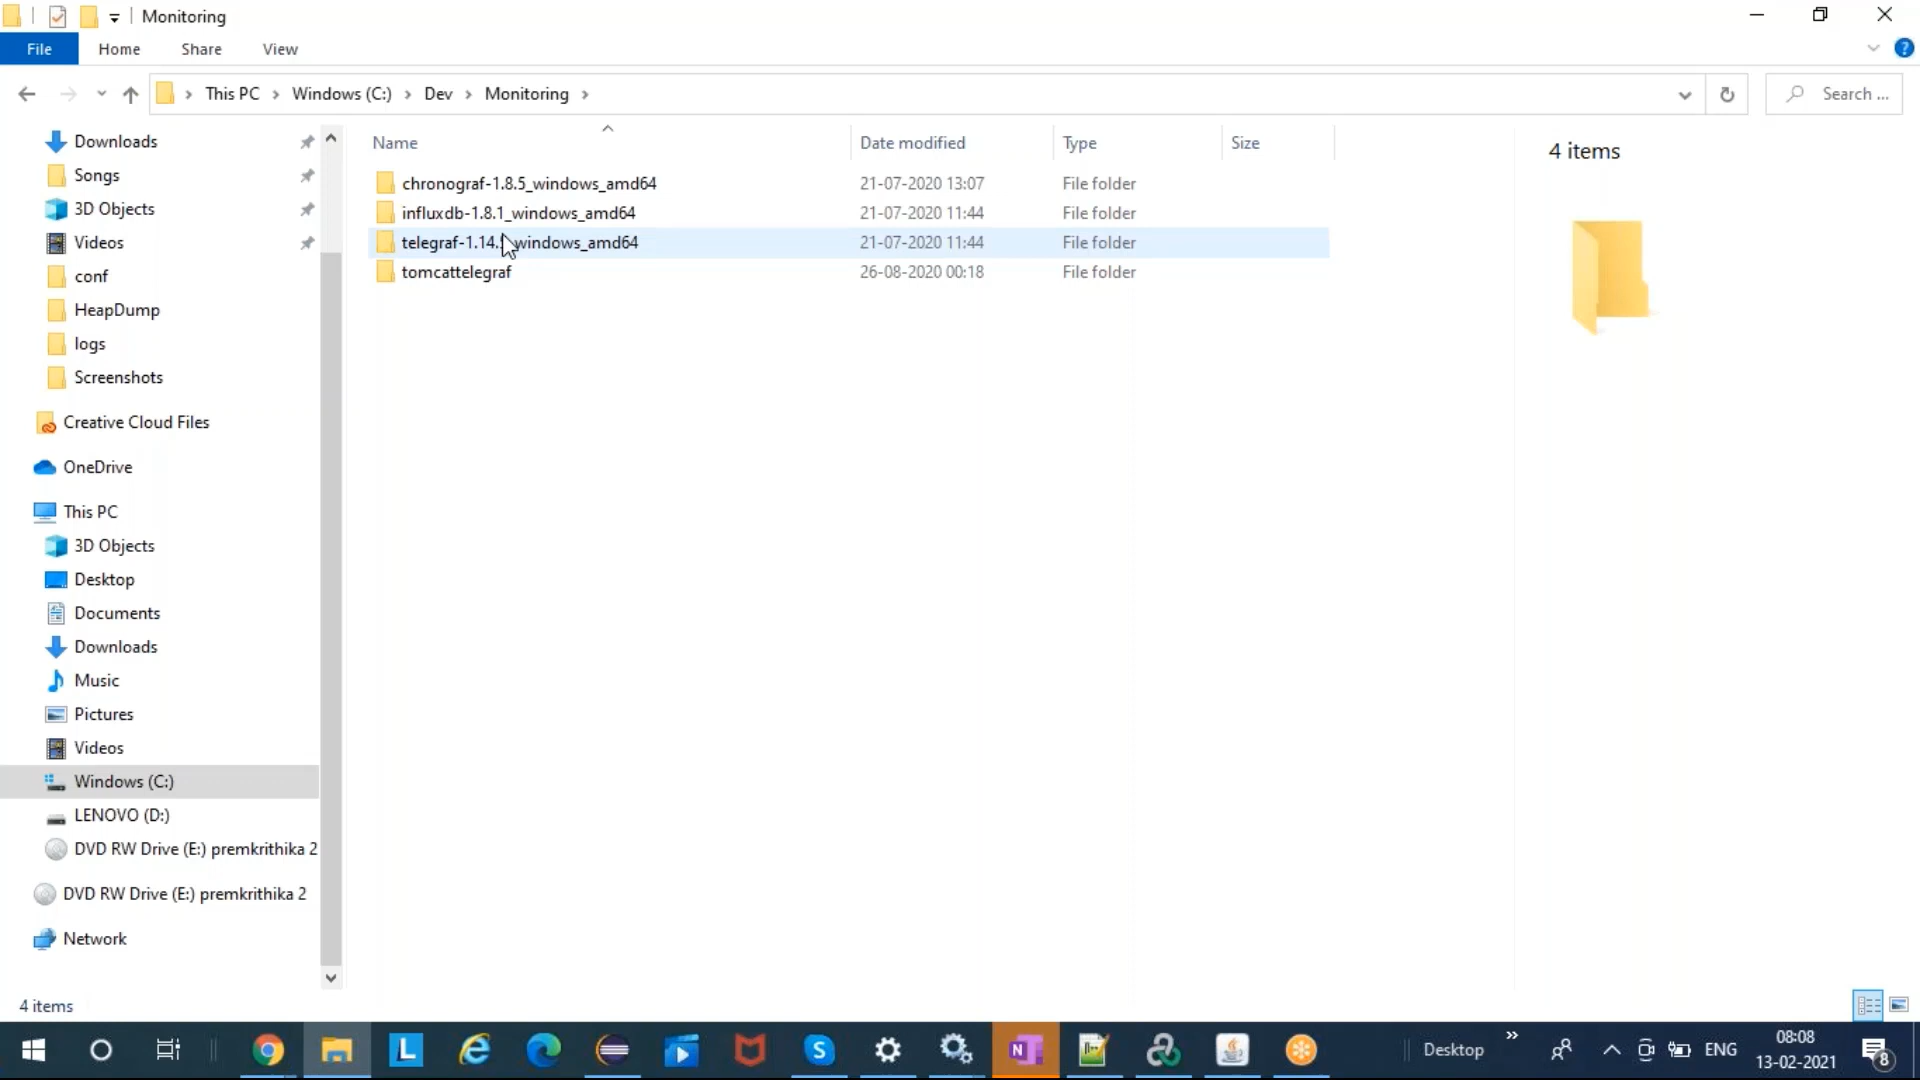 Monitoring
File Home Share View
This PC Windows (C:) Dev Monitoring Search ...
Downloads
Songs
3D Objects
Videos
conf
HeapDump
logs
Screenshots
Creative Cloud Files
OneDrive
This PC
3D Objects
Desktop
Documents
Downloads
Music
Pictures
Videos
Windows (C:)
LENOVO (D:)
DVD RW Drive (E:) premkrithika 2
DVD RW Drive (E:) premkrithika 2
Network
Name Date modified Type Size
chronograf-1.8.5_windows_amd64 21-07-2020 13:07 File folder
influxdb-1.8.1_windows_amd64 21-07-2020 11:44 File folder
windows_amd64 21-07-2020 11:44 File folder
tomcattelegraf 26-08-2020 00:18 File folder
4 items
4 items
Desktop
ENG
08:08
13-02-2021
8